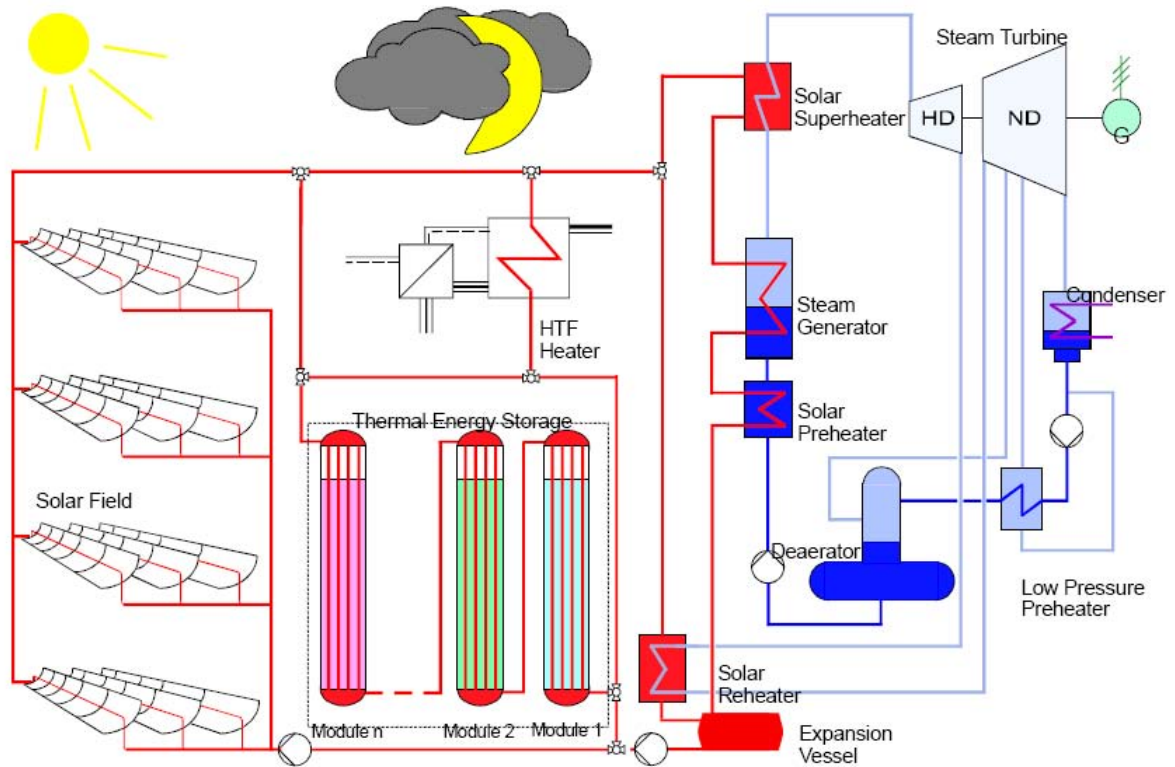 Steam Turbine
Solar
Superheater
HD
ND
G
Steam
Generator
Condenser
HTF
Heater
Solar
Preheater
Thermal Energy Storage
Solar Field
Deaerator
Low Pressure
Preheater
Module n
Module 2
Module 1
Solar
Reheater
Expansion
Vessel